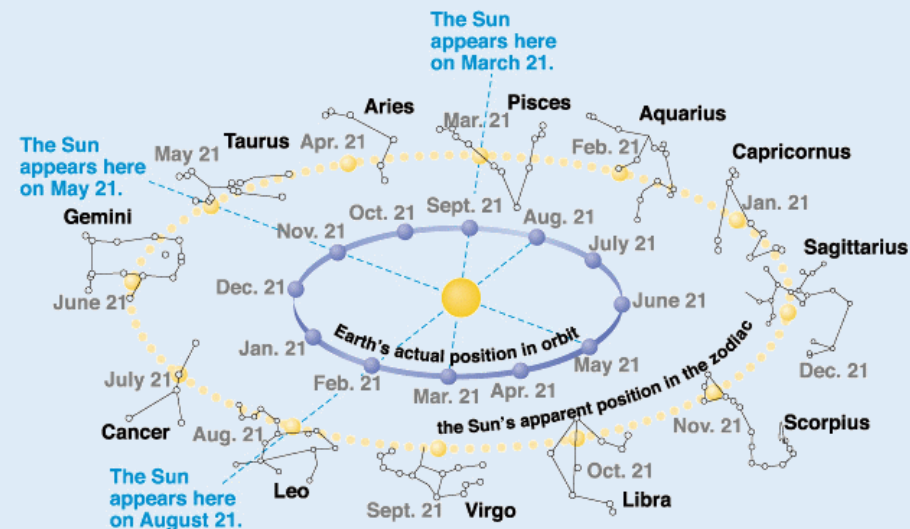 The Sun
appears here
on March 21.
Aries
Pisces
Mar. 21
Aquarius
Taurus
Apr. 21
Feb. 21
The Sun
appears here
on May 21.
May 21
Capricornus
Jan. 21
Gemini
Oct. 21
Sept. 21
Aug. 21
Nov. 21
July 21
Sagittarius
Dec. 21
June 21
June 21
Earth's actual position in orbit
Jan. 21
May 21
Feb. 21
Mar. 21
Apr. 21
the Sun's apparent position in the zodiac
Dec. 21
July 21
Cancer
Aug. 21
Nov. 21
Scorpius
The Sun
appears here
on August 21.
Leo
Sept. 21
Virgo
Oct. 21
Libra